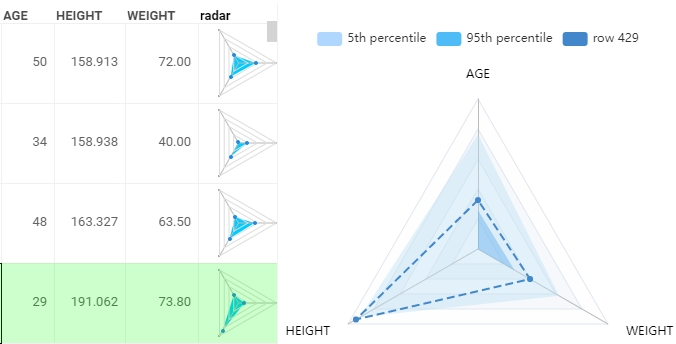 AGE HEIGHT WEIGHT radar
50 158.913 72.00
34 158.938 40.00
48 163.327 63.50
29 191.062 73.80
5th percentile 95th percentile row 429
AGE
HEIGHT WEIGHT